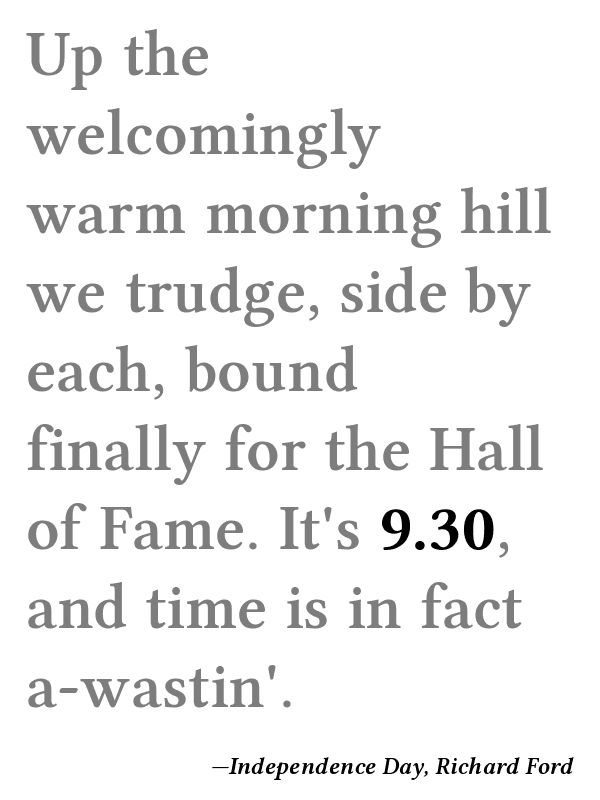 Up the
welcomingly
warm morning hill
we trudge, side by
each, bound
finally for the Hall
of Fame. It's 9.30,
and time is in fact
a-wastin'.
—Independence Day, Richard Ford